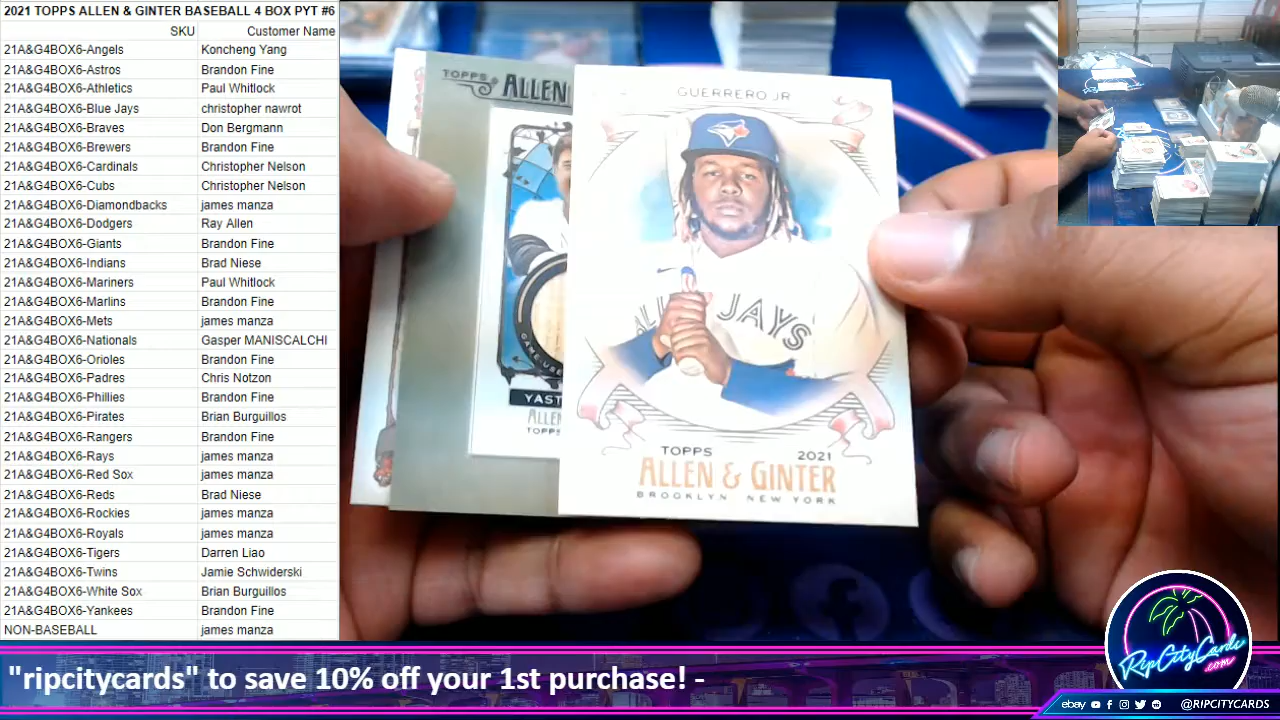 2021 TOPPS ALLEN & GINTER BASEBALL 4 BOX PYT #6
SKU Customer Name
21A&G4BOX6-Angels Koncheng Yang
21A&G4BOX6-Astros Brandon Fine
21A&G4BOX6-Athletics Paul Whitlock
21A&G4BOX6-Blue Jays christopher nawrot
21A&G4BOX6-Braves Don Bergmann
21A&G4BOX6-Brewers Brandon Fine
21A&G4BOX6-Cardinals Christopher Nelson
21A&G4BOX6-Cubs Christopher Nelson
21A&G4BOX6-Diamondbacks james manza
21A&G4BOX6-Dodgers Ray Allen
21A&G4BOX6-Giants Brandon Fine
21A&G4BOX6-Indians Brad Niese
21A&G4BOX6-Mariners Paul Whitlock
21A&G4BOX6-Marlins Brandon Fine
21A&G4BOX6-Mets james manza
21A&G4BOX6-Nationals Gasper MANISCALCHI
21A&G4BOX6-Orioles Brandon Fine
21A&G4BOX6-Padres Chris Notzon
21A&G4BOX6-Phillies Brandon Fine
21A&G4BOX6-Pirates Brian Burguillos
21A&G4BOX6-Rangers Brandon Fine
21A&G4BOX6-Rays james manza
21A&G4BOX6-Red Sox james manza
21A&G4BOX6-Reds Brad Niese
21A&G4BOX6-Rockies james manza
21A&G4BOX6-Royals james manza
21A&G4BOX6-Tigers Darren Liao
21A&G4BOX6-Twins Jamie Schwiderski
21A&G4BOX6-White Sox Brian Burguillos
21A&G4BOX6-Yankees Brandon Fine
NON-BASEBALL james manza
TOPPS ALLEN
GAME-USE
YAST
ALLEN
TOPPS
GUERRERO JR
JAYS
TOPPS 2021
ALLEN & GINTER
BROOKLYN NEW YORK
RipCityCards
.com
"ripcitycards" to save 10% off your 1st purchase! -
ebay @RIPCITYCARDS